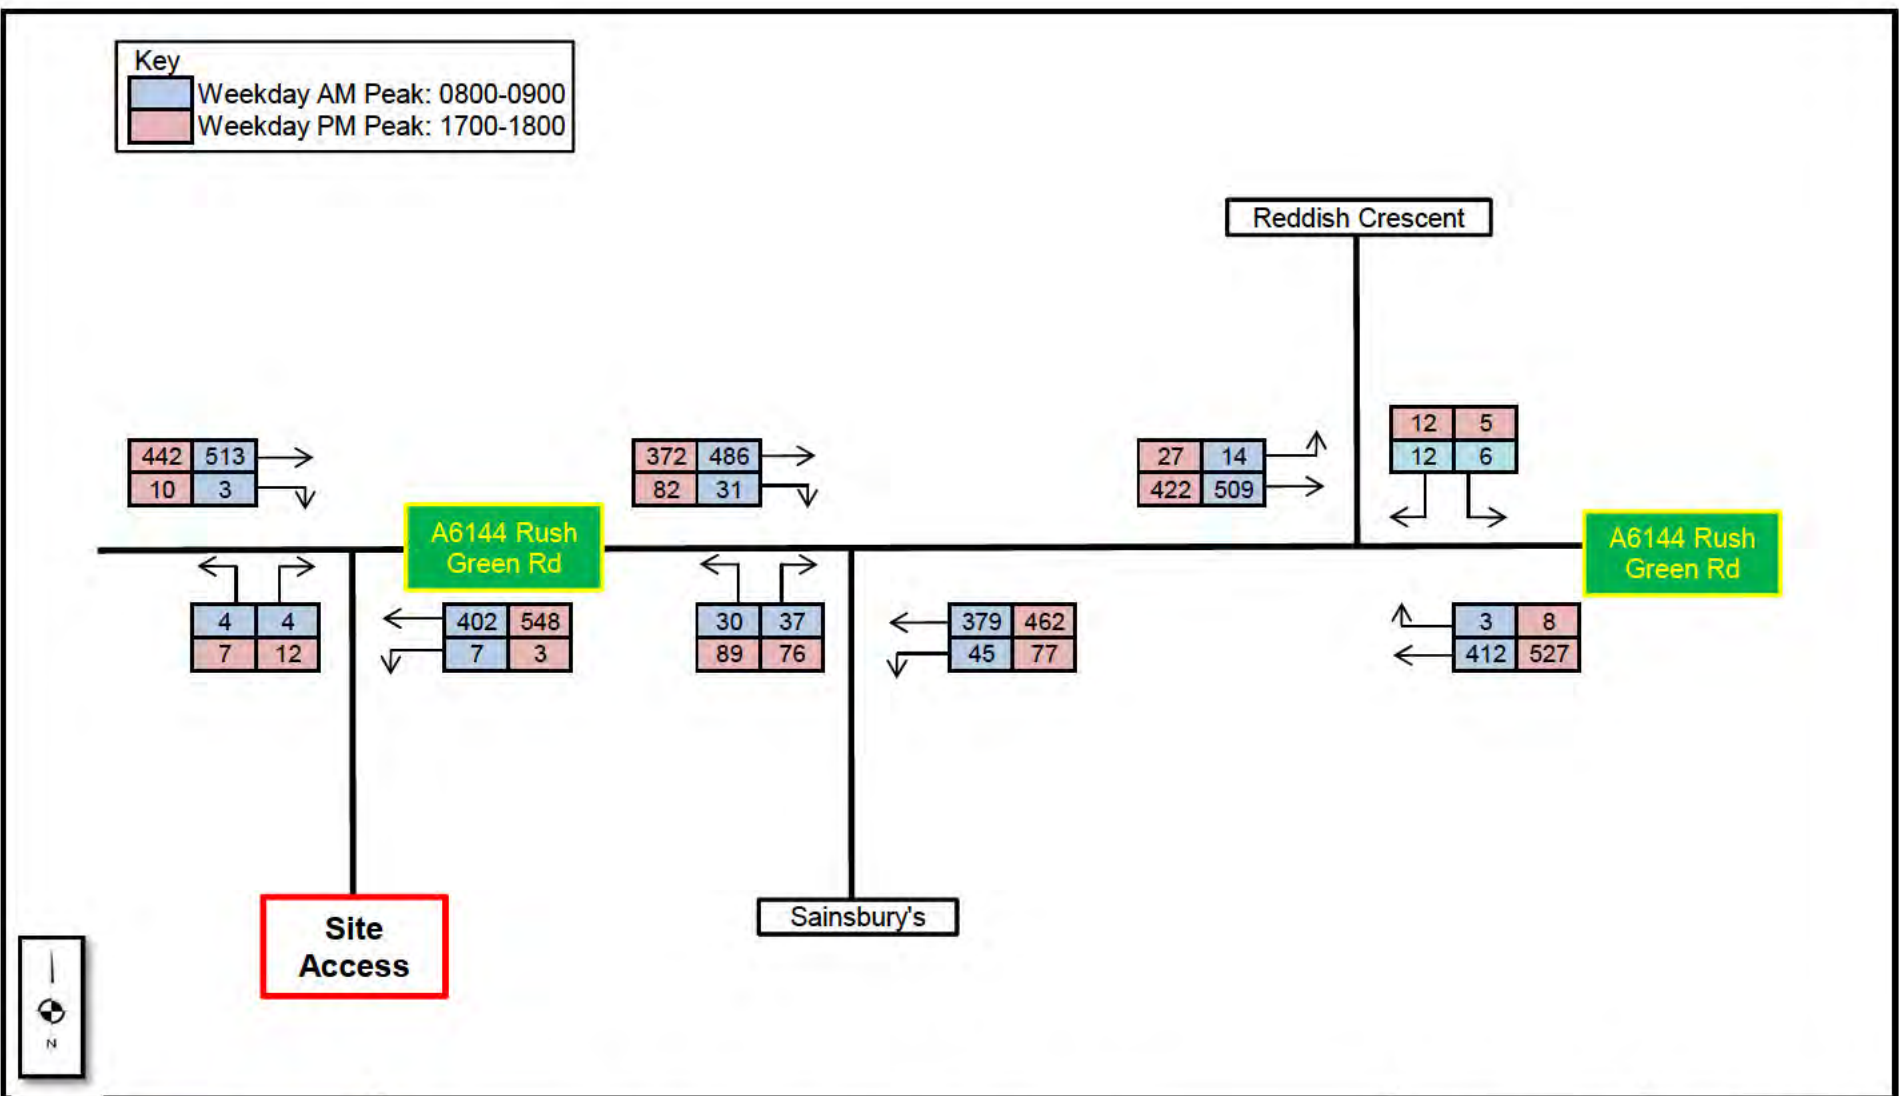 Key
Weekday AM Peak: 0800-0900
Weekday PM Peak: 1700-1800
Reddish Crescent
12 5
12 6
442 513
10 3
372 486
82 31
27 14
422 509
A6144 Rush
Green Rd
A6144 Rush
Green Rd
4 4
7 12
402 548
7 3
30 37
89 76
379 462
45 77
3 8
412 527
Site
Access
Sainsbury's
N